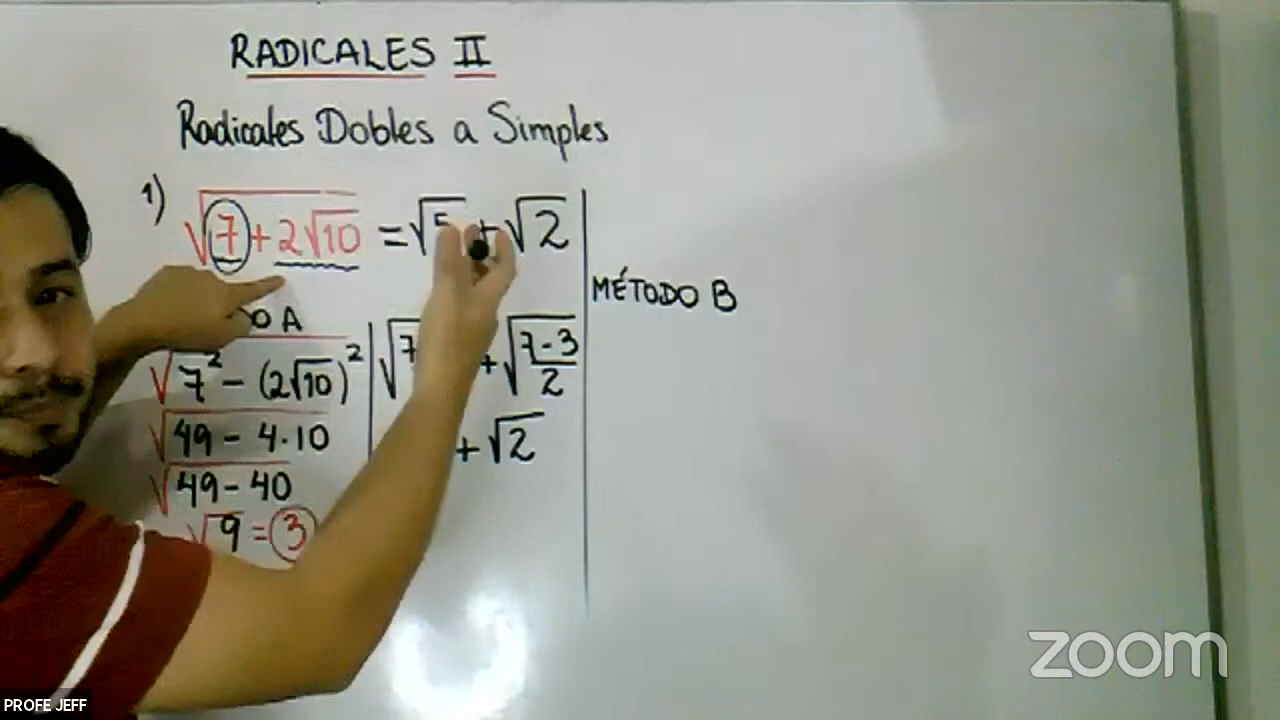 RADICALES II
Radicales Dobles a Simples
1) √(7 + 2√10) = √5 + √2
O A
MÉTODO B
√(7² − (2√10)²)
√7 + √((7-3)/2)
√(49 − 4·10)
+ √2
√(49 − 40)
√9 = 3
zoom
PROFE JEFF